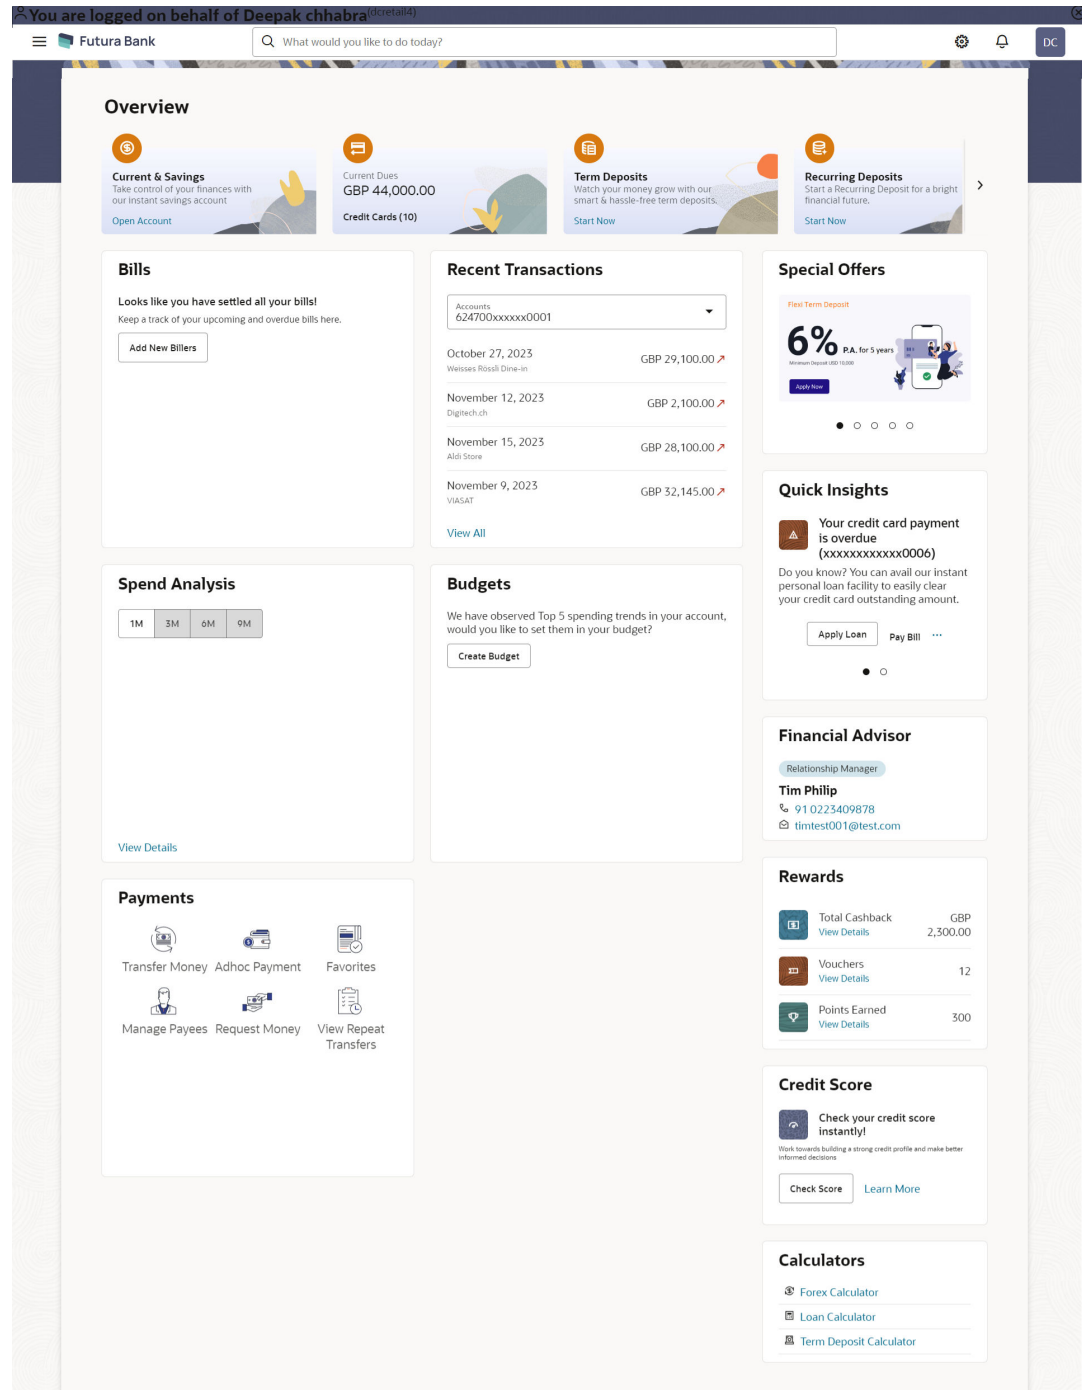 You are logged on behalf of Deepak chhabra(dcretail4)
Futura Bank
What would you like to do today?
DC
Overview
Current & Savings
Take control of your finances with
our instant savings account
Open Account
Current Dues
GBP 44,000.00
Credit Cards (10)
Term Deposits
Watch your money grow with our
smart & hassle-free term deposits.
Start Now
Recurring Deposits
Start a Recurring Deposit for a bright
financial future.
Start Now
Bills
Looks like you have settled all your bills!
Keep a track of your upcoming and overdue bills here.
Add New Billers
Recent Transactions
Accounts
624700xxxxxx0001
October 27, 2023
Weisses Rössli Dine-in
GBP 29,100.00
November 12, 2023
Digitech.ch
GBP 2,100.00
November 15, 2023
Aldi Store
GBP 28,100.00
November 9, 2023
VIASAT
GBP 32,145.00
View All
Special Offers
Flexi Term Deposit
6% P.A. for 5 years
Minimum Deposit USD 10,000
Apply Now
Quick Insights
Your credit card payment
is overdue
(xxxxxxxxxxxx0006)
Do you know? You can avail our instant
personal loan facility to easily clear
your credit card outstanding amount.
Apply Loan
Pay Bill
Spend Analysis
1M 3M 6M 9M
View Details
Budgets
We have observed Top 5 spending trends in your account,
would you like to set them in your budget?
Create Budget
Financial Advisor
Relationship Manager
Tim Philip
91 0223409878
timtest001@test.com
Payments
Transfer Money
Adhoc Payment
Favorites
Manage Payees
Request Money
View Repeat
Transfers
Rewards
Total Cashback
View Details
GBP
2,300.00
Vouchers
View Details
12
Points Earned
View Details
300
Credit Score
Check your credit score
instantly!
Work towards building a strong credit profile and make better
informed decisions
Check Score
Learn More
Calculators
Forex Calculator
Loan Calculator
Term Deposit Calculator